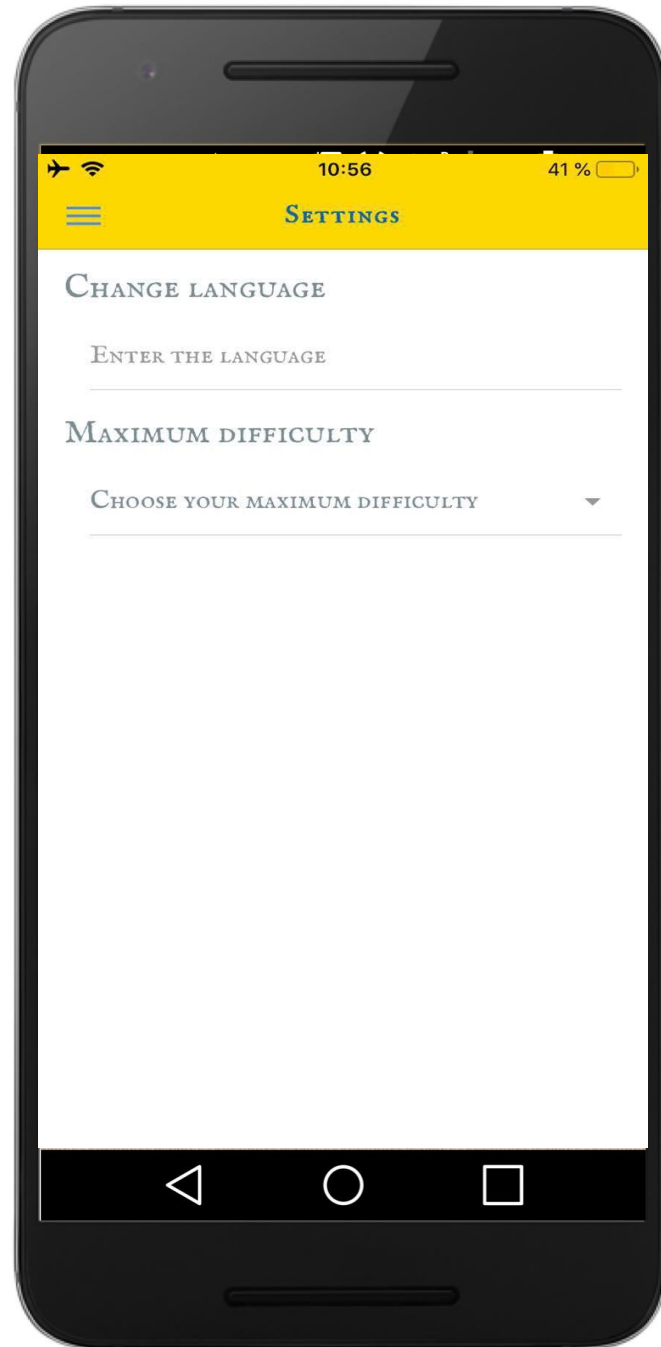 10:56
41 %
Settings
Change language
Enter the language
Maximum difficulty
Choose your maximum difficulty